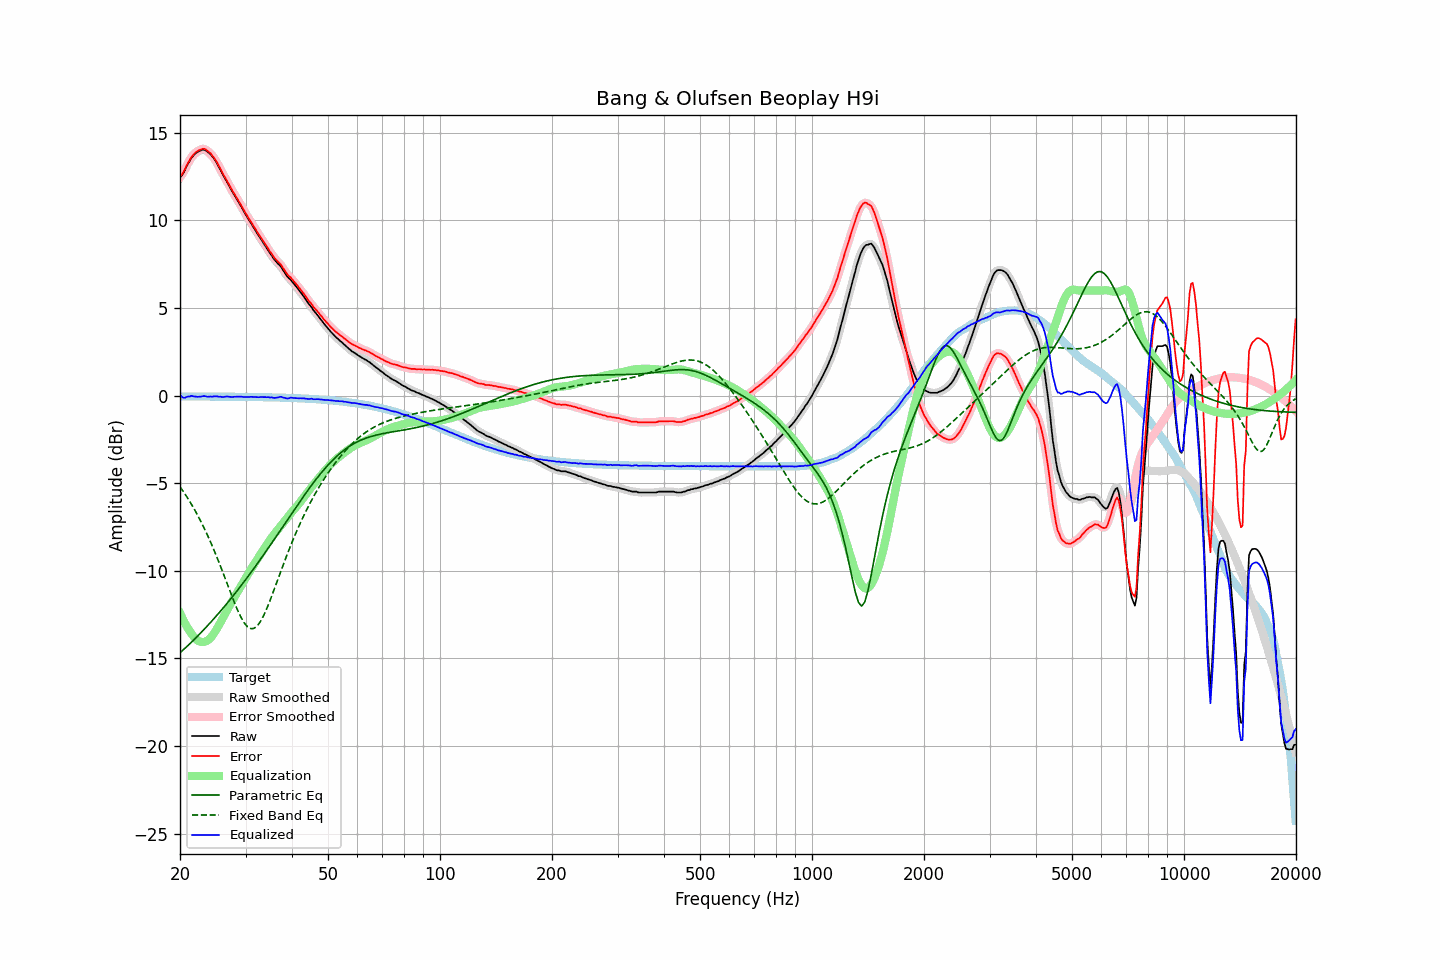 Bang & Olufsen Beoplay H9i
Amplitude (dBr)
15
10
5
0
−5
−10
−15
−20
−25
Target
Raw Smoothed
Error Smoothed
Raw
Error
Equalization
Parametric Eq
Fixed Band Eq
Equalized
20 50 100 200 500 1000 2000 5000 10000 20000
Frequency (Hz)